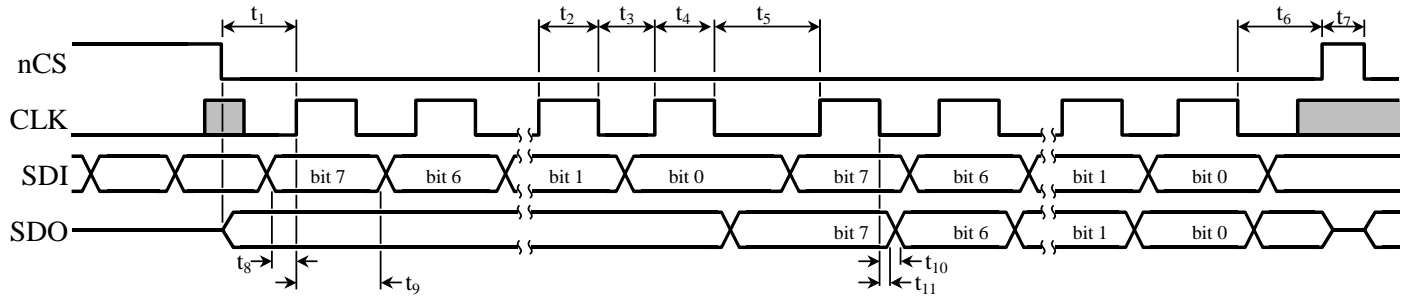 t1 t2 t3 t4 t5 t6 t7
nCS
CLK
SDI bit 7 bit 6 bit 1 bit 0 bit 7 bit 6 bit 1 bit 0
SDO bit 7 bit 6 bit 1 bit 0
t8 t9 t10 t11